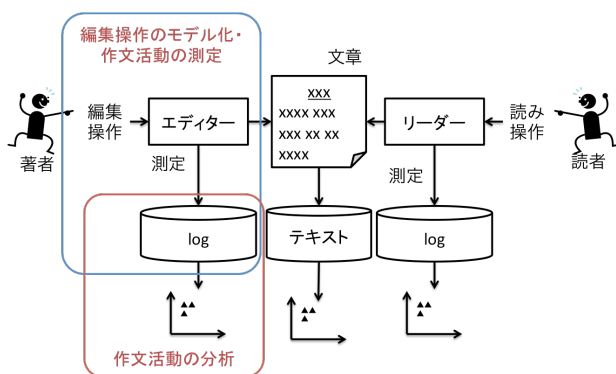 編集操作のモデル化・
作文活動の測定
文章
xxx
xxxx xxx
xxx xx xx
xxxx
著者
編集
操作
エディター
リーダー
読み
操作
読者
測定
測定
log
テキスト
log
作文活動の分析